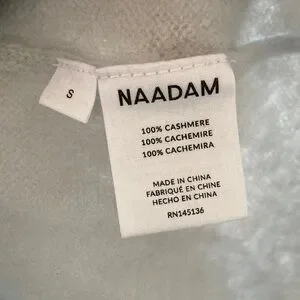 S
NAADAM
100% CASHMERE
100% CACHEMIRE
100% CACHEMIRA
MADE IN CHINA
FABRIQUÉ EN CHINE
HECHO EN CHINA
RN145136